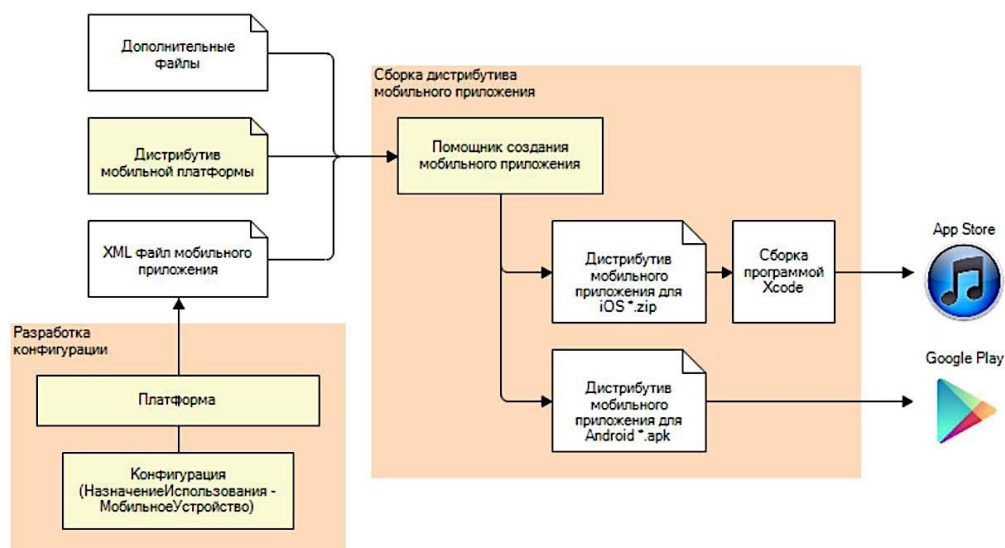 Дополнительные
файлы
Дистрибутив
мобильной платформы
XML файл мобильного
приложения
Разработка
конфигурации
Платформа
Конфигурация
(НазначениеИспользования -
МобильноеУстройство)
Сборка дистрибутива
мобильного приложения
Помощник создания
мобильного приложения
Дистрибутив
мобильного
приложения для
iOS *.zip
Сборка
программой
Xcode
Дистрибутив
мобильного
приложения для
Android *.apk
App Store
Google Play